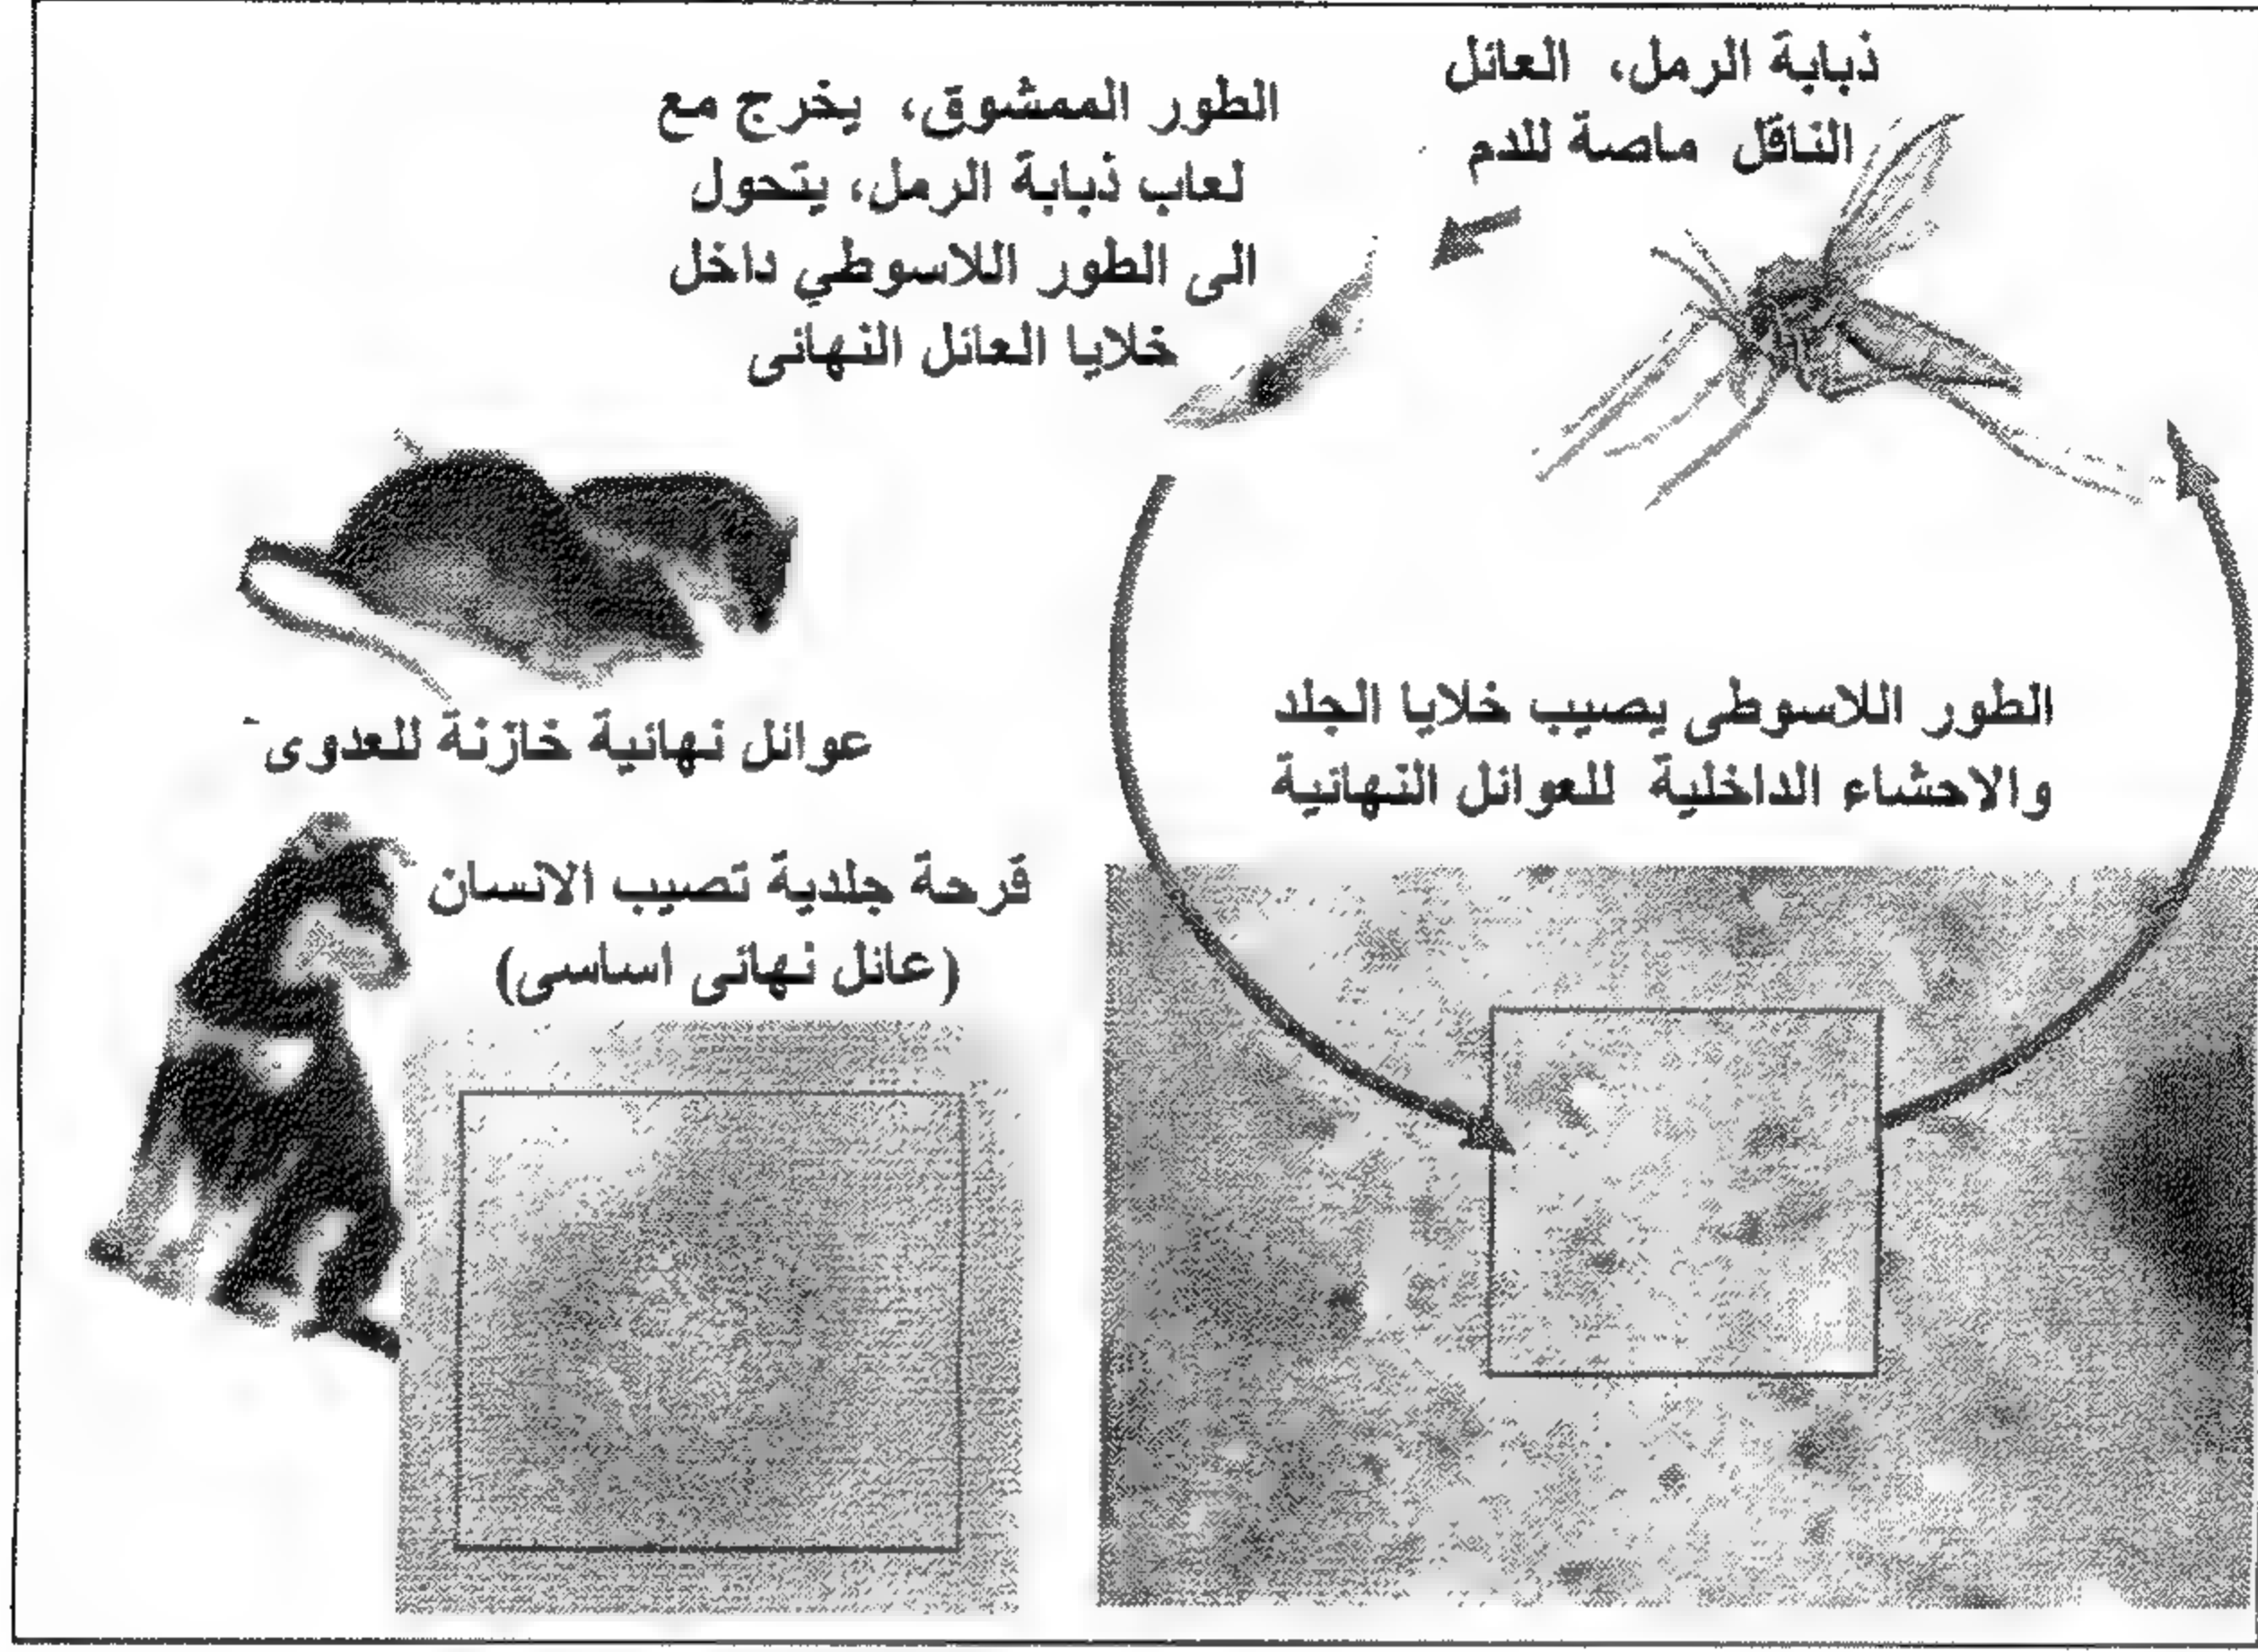 ذبابة الرمل، العائل
الناقل ماصة للدم
الطور الممشوق، يخرج مع
لعاب ذبابة الرمل، يتحول
الى الطور اللاسوطي داخل
خلايا العائل النهائى
الطور اللاسوطى يصيب خلايا الجلد
والاحشاء الداخلية للعوائل النهائية
عوائل نهائية خازنة للعدوى
قرحة جلدية تصيب الانسان
(عائل نهائى اساسى)